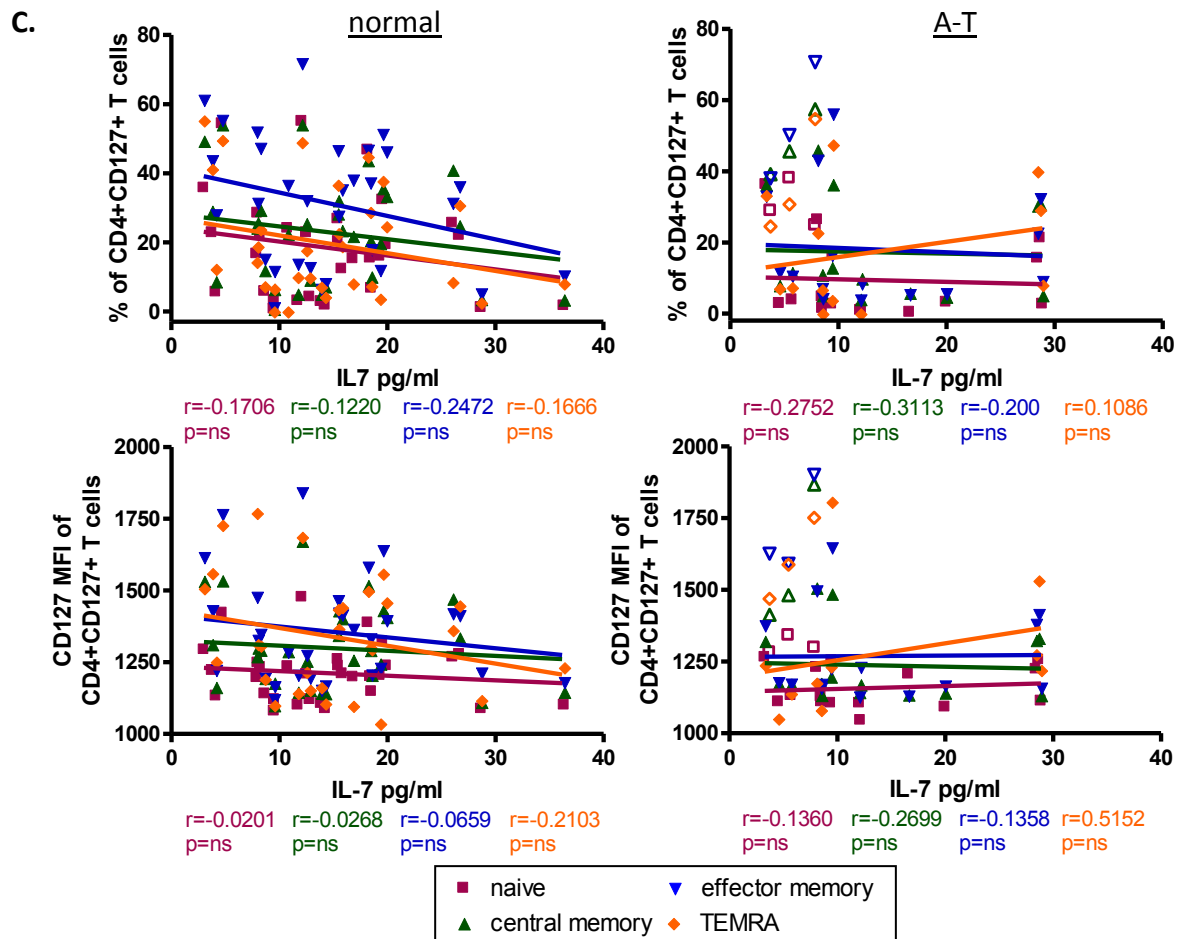 C.
normal
A-T
% of CD4+CD127+ T cells
80
60
40
20
0
0 10 20 30 40
IL7 pg/ml
r=-0.1706 r=-0.1220 r=-0.2472 r=-0.1666
p=ns p=ns p=ns p=ns
% of CD4+CD127+ T cells
80
60
40
20
0
0 10 20 30 40
IL-7 pg/ml
r=-0.2752 r=-0.3113 r=-0.200 r=0.1086
p=ns p=ns p=ns p=ns
CD127 MFI of
CD4+CD127+ T cells
2000
1750
1500
1250
1000
0 10 20 30 40
IL-7 pg/ml
r=-0.0201 r=-0.0268 r=-0.0659 r=-0.2103
p=ns p=ns p=ns p=ns
CD127 MFI of
CD4+CD127+ T cells
2000
1750
1500
1250
1000
0 10 20 30 40
IL-7 pg/ml
r=-0.1360 r=-0.2699 r=-0.1358 r=0.5152
p=ns p=ns p=ns p=ns
naive effector memory
central memory TEMRA